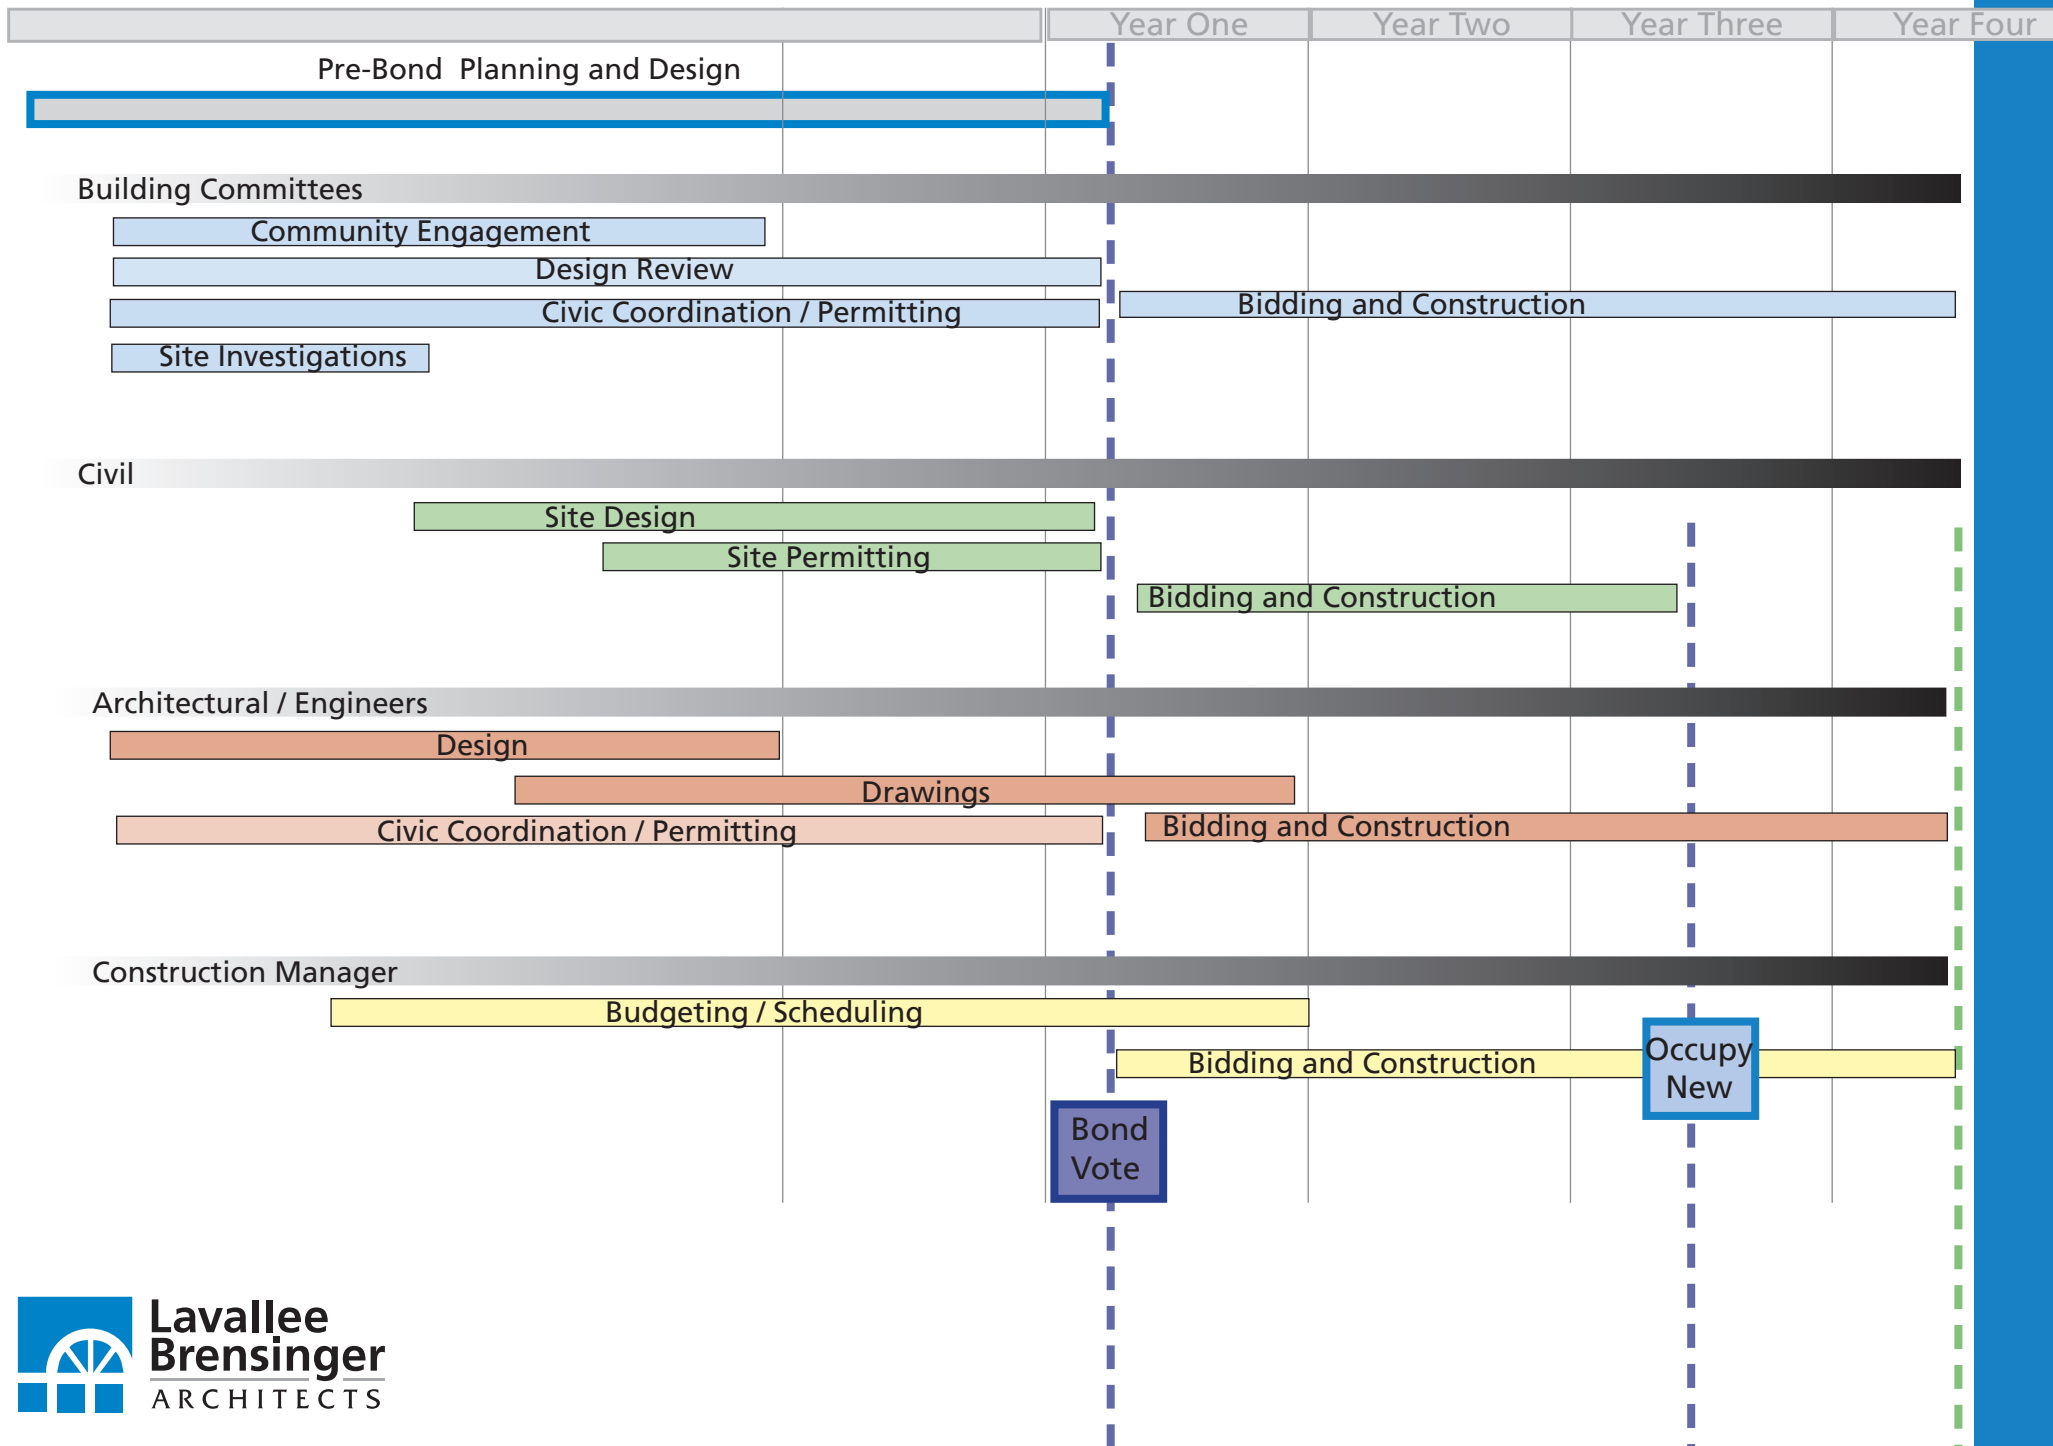 Year One Year Two Year Three Year Four
Pre-Bond Planning and Design
Building Committees
Community Engagement
Design Review
Civic Coordination / Permitting
Bidding and Construction
Site Investigations
Civil
Site Design
Site Permitting
Bidding and Construction
Architectural / Engineers
Design
Drawings
Civic Coordination / Permitting
Bidding and Construction
Construction Manager
Budgeting / Scheduling
Bidding and Construction
Occupy
New
Bond
Vote
Lavallee
Brensinger
ARCHITECTS